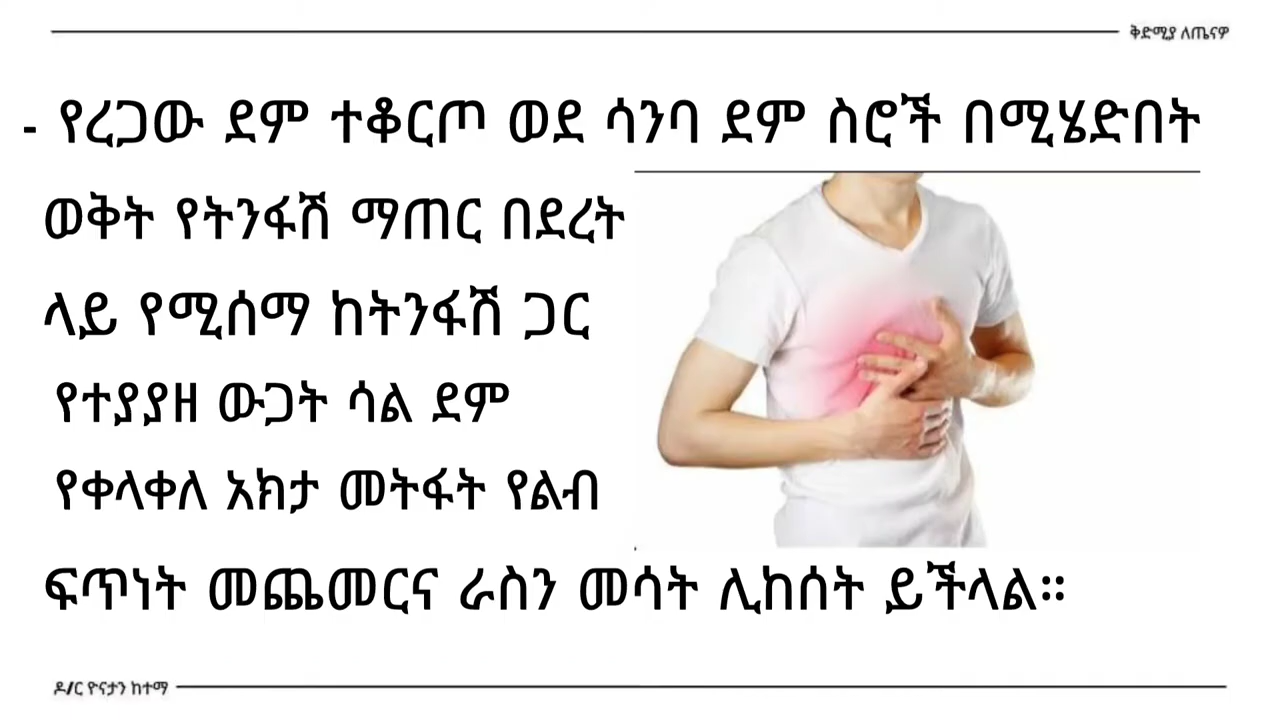 ቅድሚያ ለጤናዎ
- የረጋው ደም ተቆርጦ ወደ ሳንባ ደም ስሮች በሚሄድበት
ወቅት የትንፋሽ ማጠር በደረት
ላይ የሚሰማ ከትንፋሽ ጋር
የተያያዘ ውጋት ሳል ደም
የቀላቀለ አክታ መትፋት የልብ
ፍጥነት መጨመርና ራስን መሳት ሊከሰት ይችላል።
ዶ/ር ዮናታን ከተማ